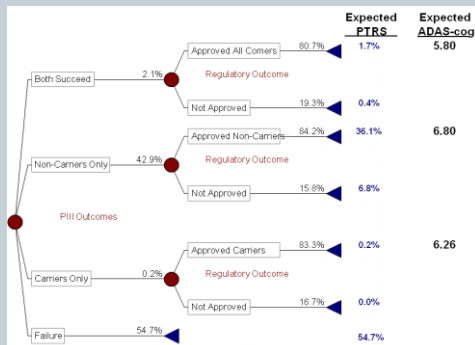 Expected Expected
PTRS ADAS-cog
Approved All Comers 80.7% 1.7% 5.80
Both Succeed 2.1% Regulatory Outcome
Not Approved 19.3% 0.4%
Approved Non-Carriers 84.2% 36.1% 6.80
Non-Carriers Only 42.9% Regulatory Outcome
Not Approved 15.8% 6.8%
PIII Outcomes
Approved Carriers 83.3% 0.2% 6.26
Carriers Only 0.2% Regulatory Outcome
Not Approved 16.7% 0.0%
Failure 54.7% 54.7%